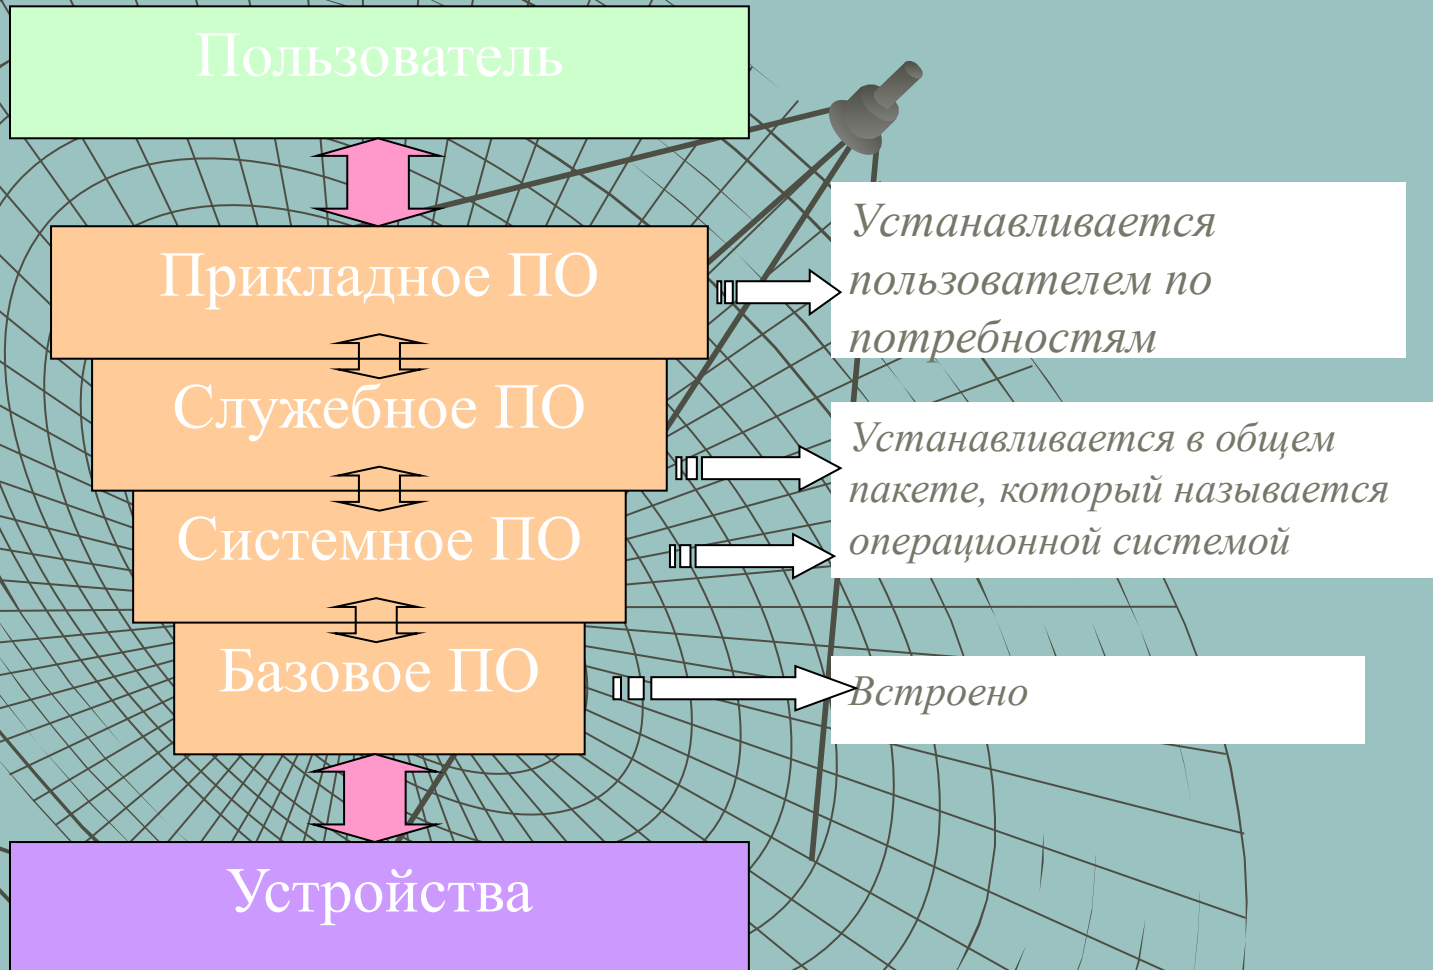 Пользователь
Прикладное ПО
Устанавливается
пользователем по
потребностям
Служебное ПО
Системное ПО
Устанавливается в общем
пакете, который называется
операционной системой
Базовое ПО
Встроено
Устройства